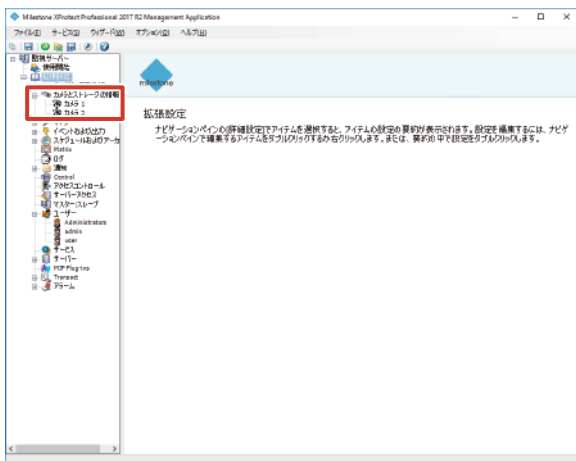 Milestone XProtect Professional 2017 R2 Management Application
ファイル(F) サービス(S) ウィザード(W) オプション(O) ヘルプ(H)
監視サーバー
使用開始
カメラとストレージの情報
カメラ 1
カメラ 2
イベントおよび出力
スケジュールおよびアーカ
Matrix
ログ
通知
Central
アクセスコントロール
サーバーアクセス
マスター/スレーブ
ユーザー
Administrators
admin
user
サービス
サーバー
MIP Plug-ins
Transact
アラーム
milestone
拡張設定
ナビゲーションペインの[詳細設定]でアイテムを選択すると、アイテムの設定の要約が表示されます。設定を編集するには、ナビゲ
ーションペインで編集するアイテムをダブルクリックするか右クリックします。または、要約の中で設定をダブルクリックします。